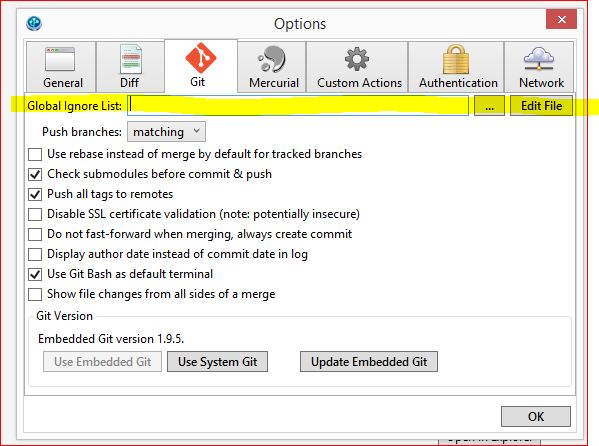 Options
General Diff Git Mercurial Custom Actions Authentication Network
Global Ignore List: ... Edit File
Push branches: matching
Use rebase instead of merge by default for tracked branches
Check submodules before commit & push
Push all tags to remotes
Disable SSL certificate validation (note: potentially insecure)
Do not fast-forward when merging, always create commit
Display author date instead of commit date in log
Use Git Bash as default terminal
Show file changes from all sides of a merge
Git Version
Embedded Git version 1.9.5.
Use Embedded Git Use System Git Update Embedded Git
OK